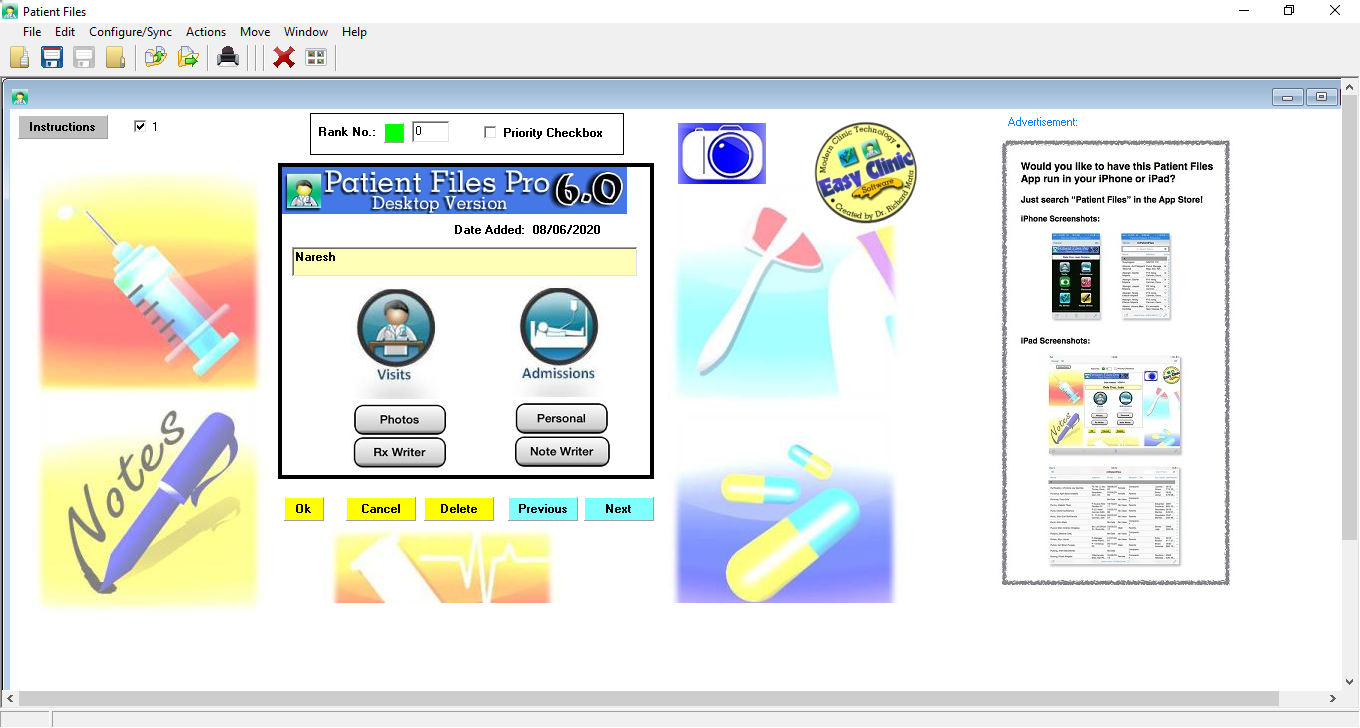 Patient Files
File Edit Configure/Sync Actions Move Window Help
Instructions
1
Rank No.: 0 Priority Checkbox
Patient Files Pro 6.0
Desktop Version
Date Added: 08/06/2020
Naresh
Visits
Admissions
Photos
Personal
Rx Writer
Note Writer
Ok Cancel Delete Previous Next
Notes
Modern Clinic Technology
Easy Clinic
Software
Created by Dr. Richard Mata
Advertisement:
Would you like to have this Patient Files
App run in your iPhone or iPad?
Just search “Patient Files” in the App Store!
iPhone Screenshots:
iPad Screenshots:
Notes